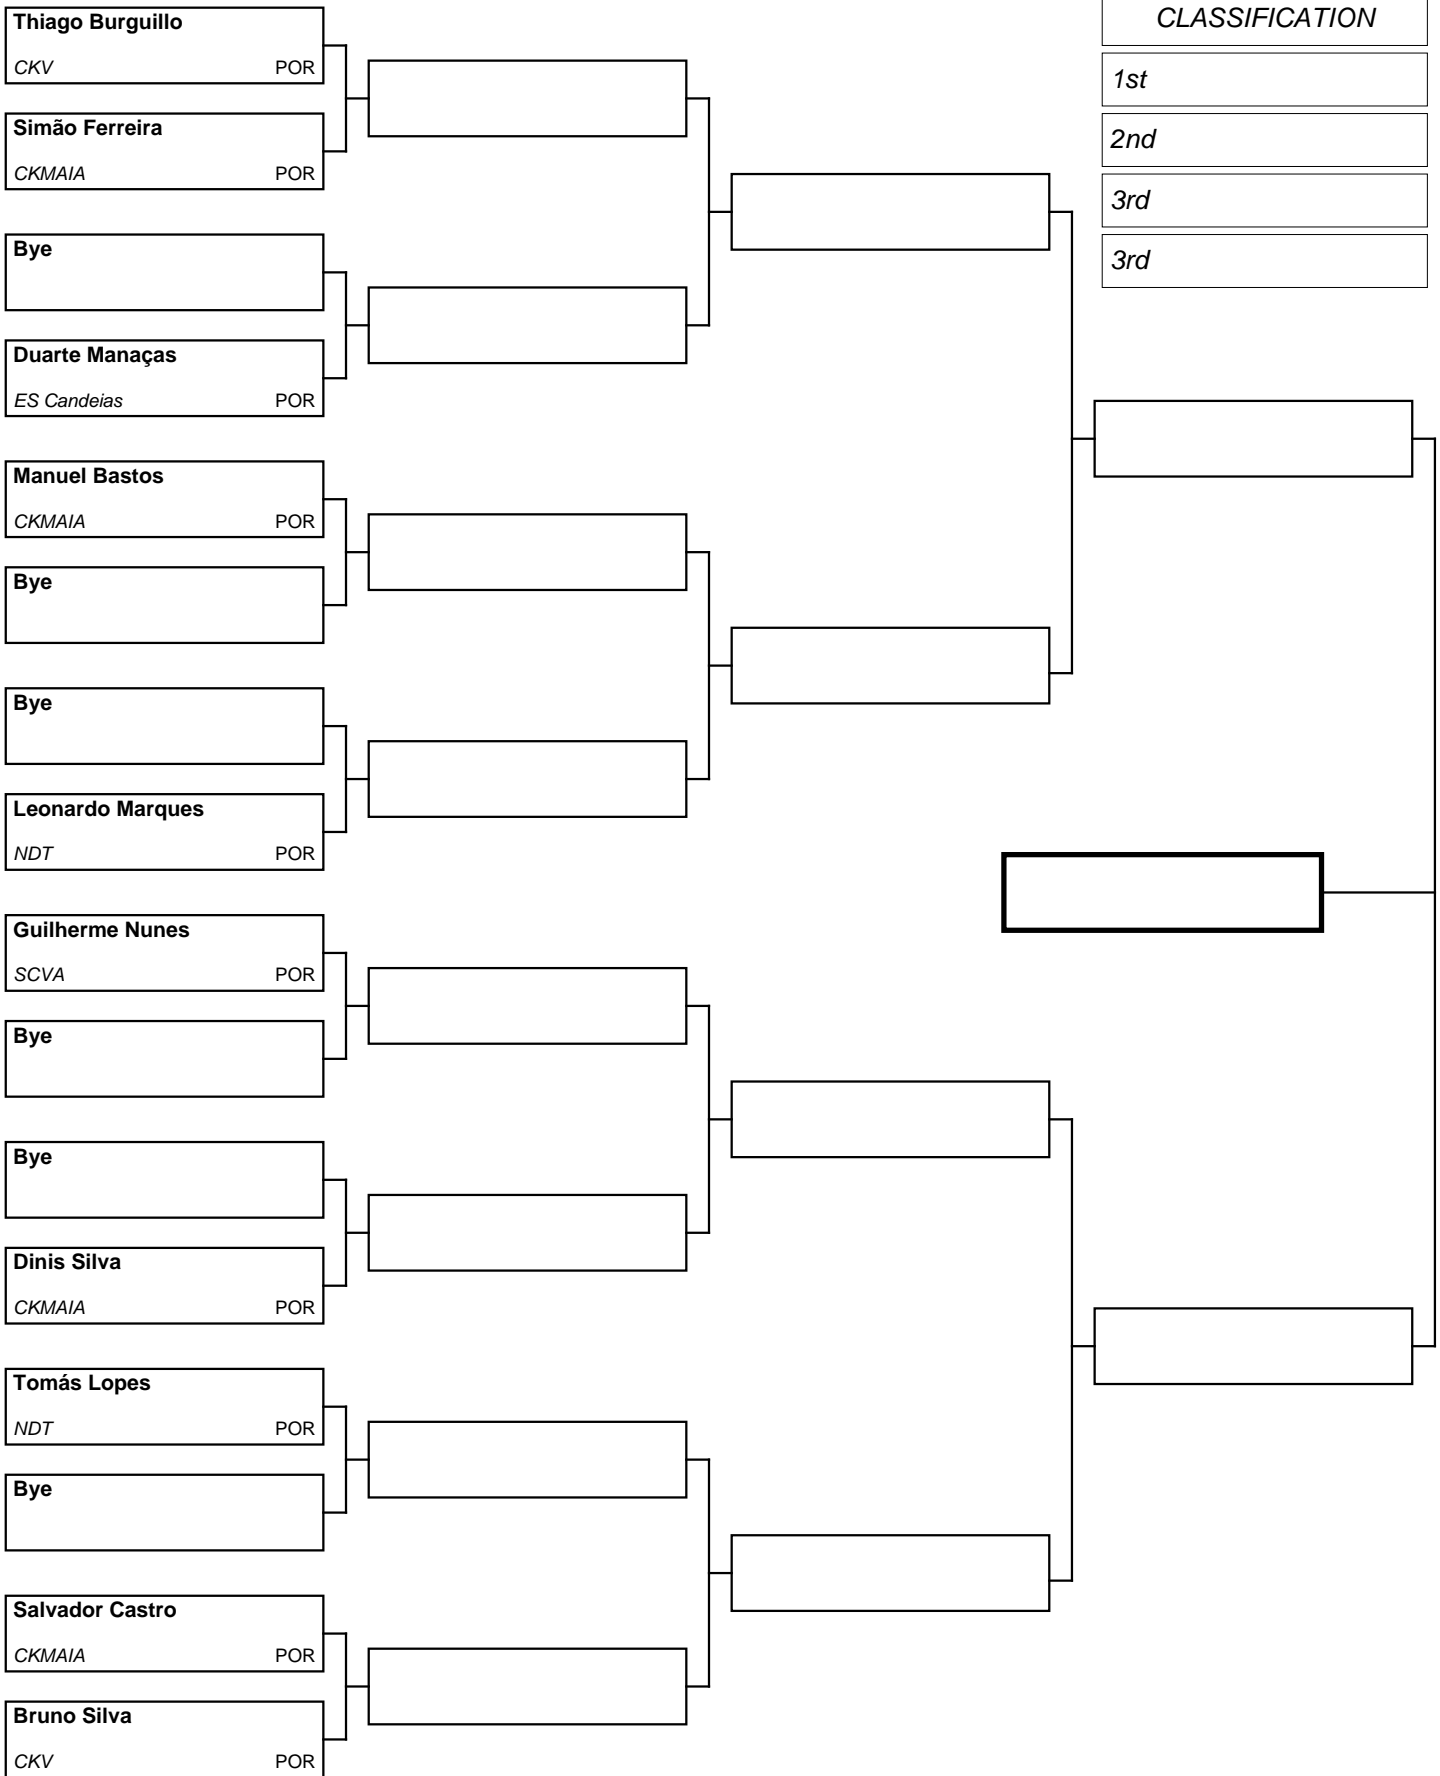 Thiago Burguillo
CKV POR
Simão Ferreira
CKMAIA POR
Bye
Duarte Manaças
ES Candeias POR
Manuel Bastos
CKMAIA POR
Bye
Bye
Leonardo Marques
NDT POR
Guilherme Nunes
SCVA POR
Bye
Bye
Dinis Silva
CKMAIA POR
Tomás Lopes
NDT POR
Bye
Salvador Castro
CKMAIA POR
Bruno Silva
CKV POR
CLASSIFICATION
1st
2nd
3rd
3rd